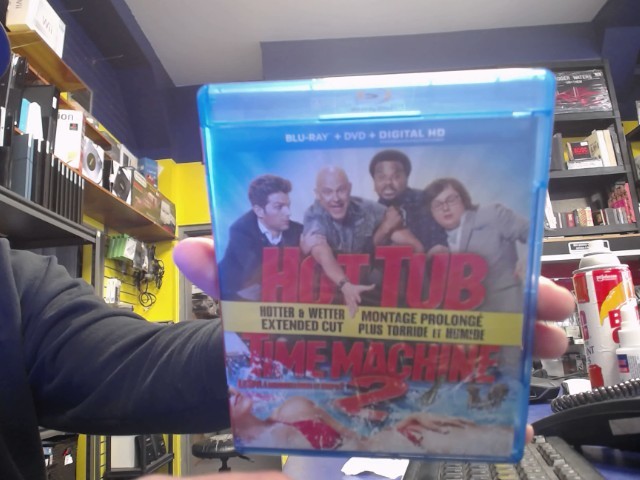 Wii
BLU-RAY + DVD + DIGITAL HD
HOT TUB
HOTTER & WETTER
EXTENDED CUT
MONTAGE PROLONGÉ
PLUS TORRIDE ET HUMIDE
TIME MACHINE
2